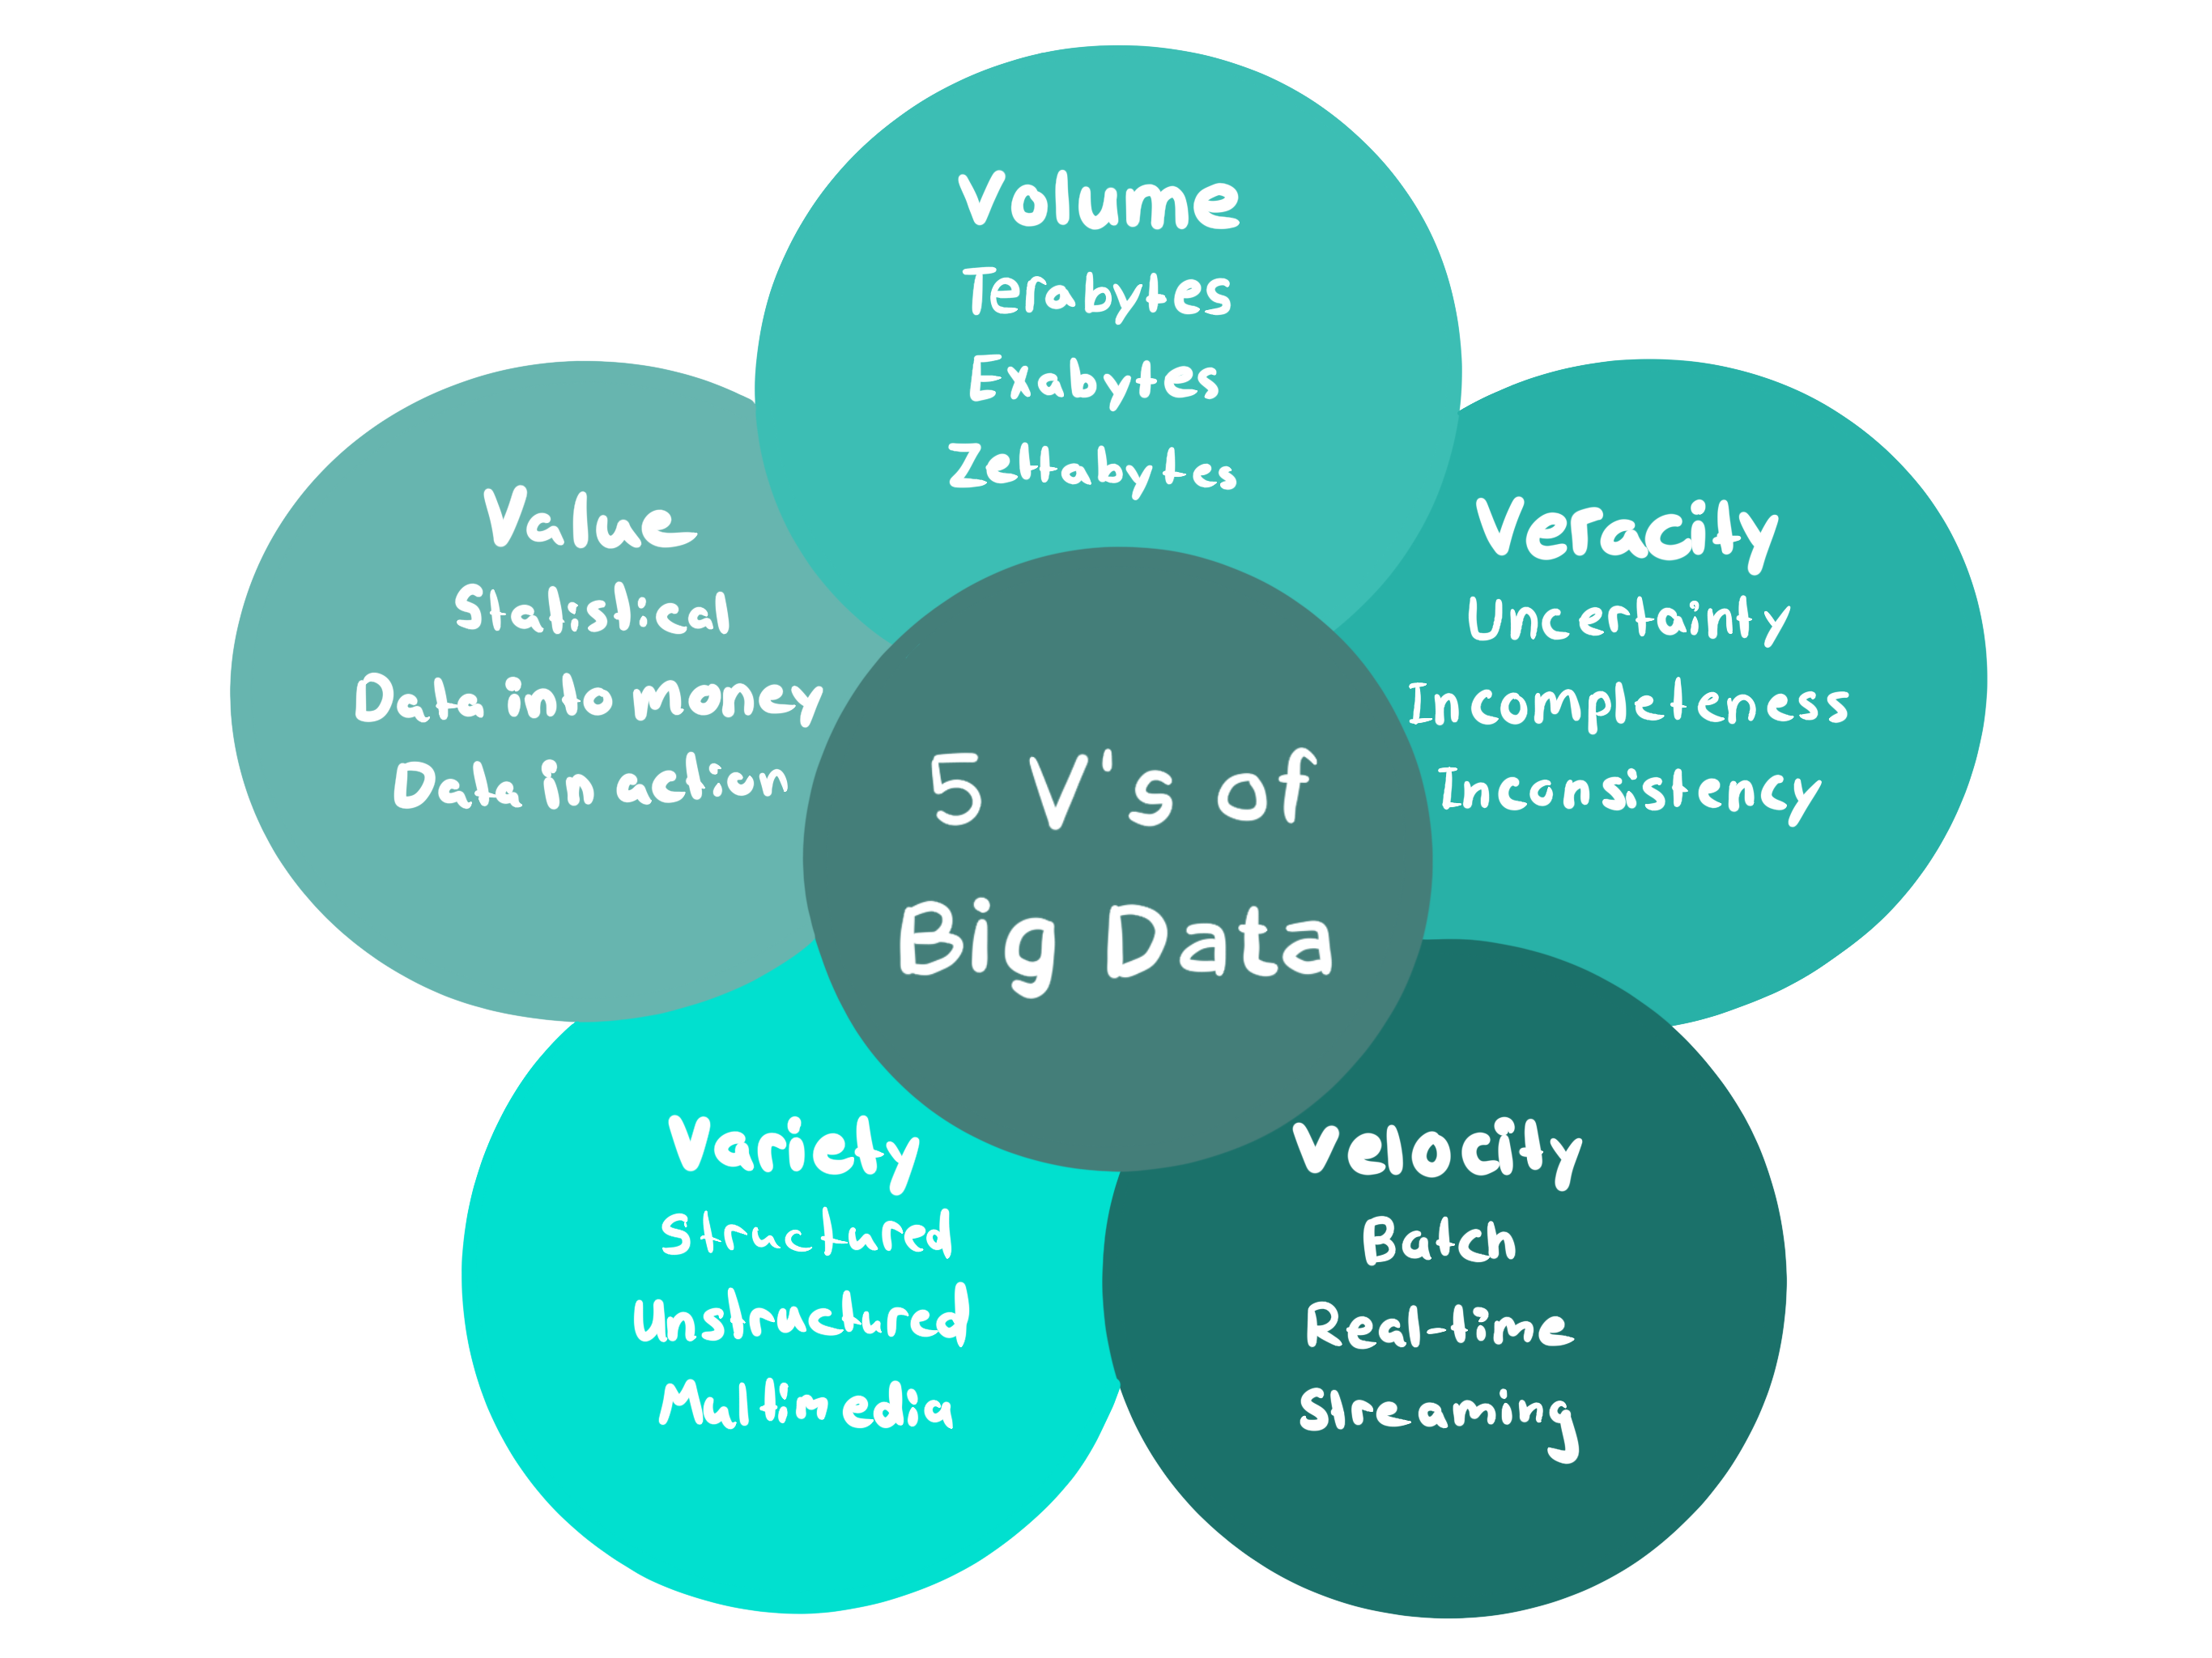 Volume
Terabytes
Exabytes
Zettabytes
Value
Statistical
Data into money
Data in action
Veracity
Uncertainty
Incompleteness
Inconsistency
5 V's of
Big Data
Variety
Structured
Unstructured
Multimedia
Velocity
Batch
Real-time
Streaming